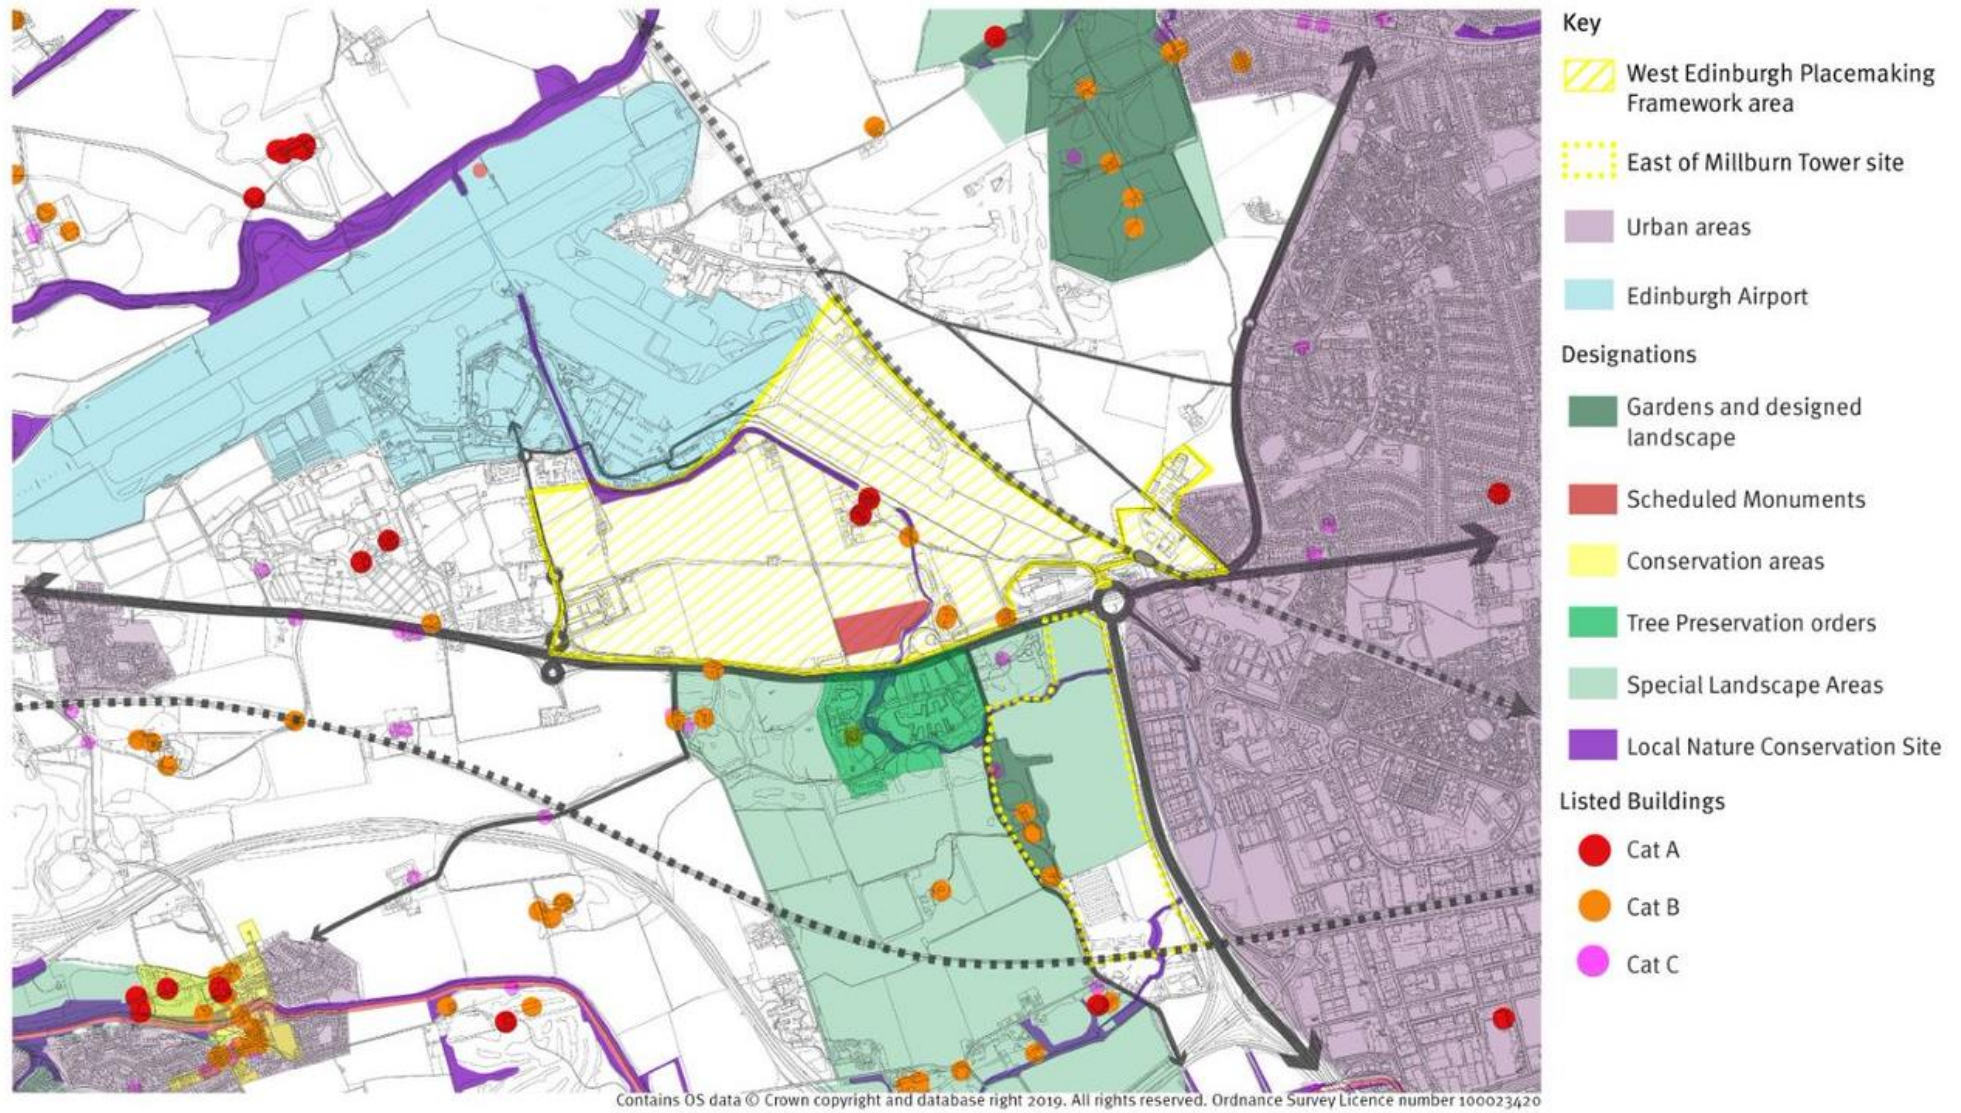 Key
West Edinburgh Placemaking
Framework area
East of Millburn Tower site
Urban areas
Edinburgh Airport
Designations
Gardens and designed
landscape
Scheduled Monuments
Conservation areas
Tree Preservation orders
Special Landscape Areas
Local Nature Conservation Site
Listed Buildings
Cat A
Cat B
Cat C
Contains OS data © Crown copyright and database right 2019. All rights reserved. Ordnance Survey Licence number 100023420